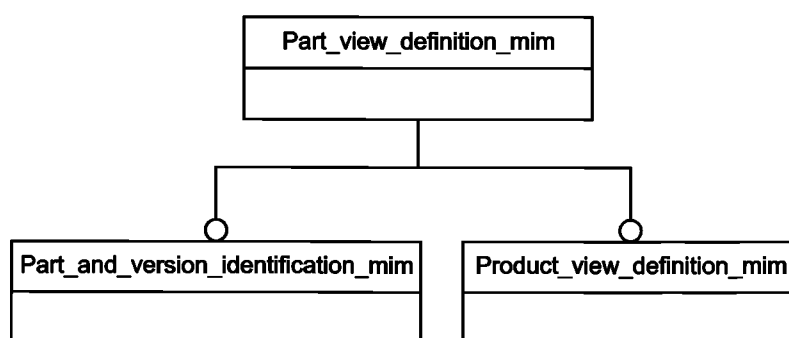 Part_view_definition_mim
Part_and_version_identification_mim
Product_view_definition_mim